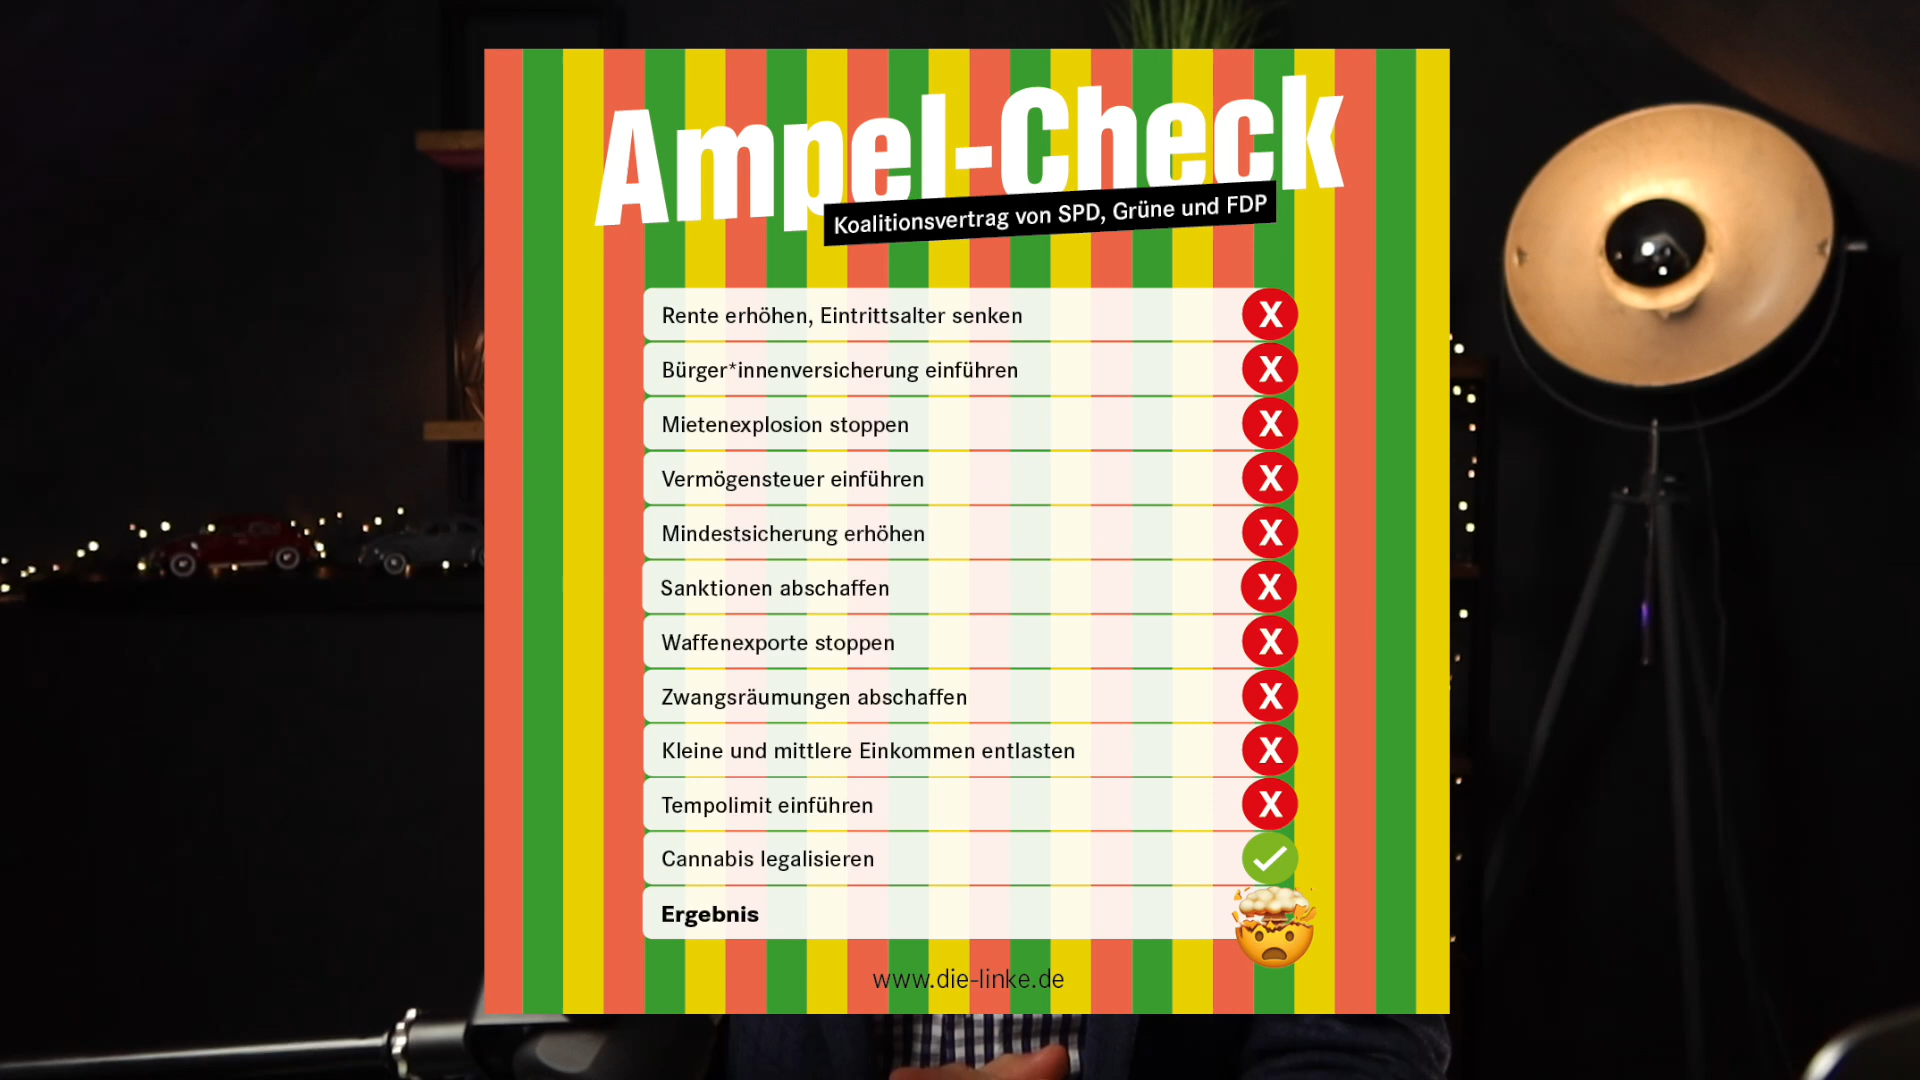 Ampel-Check
Koalitionsvertrag von SPD, Grüne und FDP
Rente erhöhen, Eintrittsalter senken X
Bürger*innenversicherung einführen X
Mietenexplosion stoppen X
Vermögensteuer einführen X
Mindestsicherung erhöhen X
Sanktionen abschaffen X
Waffenexporte stoppen X
Zwangsräumungen abschaffen X
Kleine und mittlere Einkommen entlasten X
Tempolimit einführen X
Cannabis legalisieren
Ergebnis
www.die-linke.de